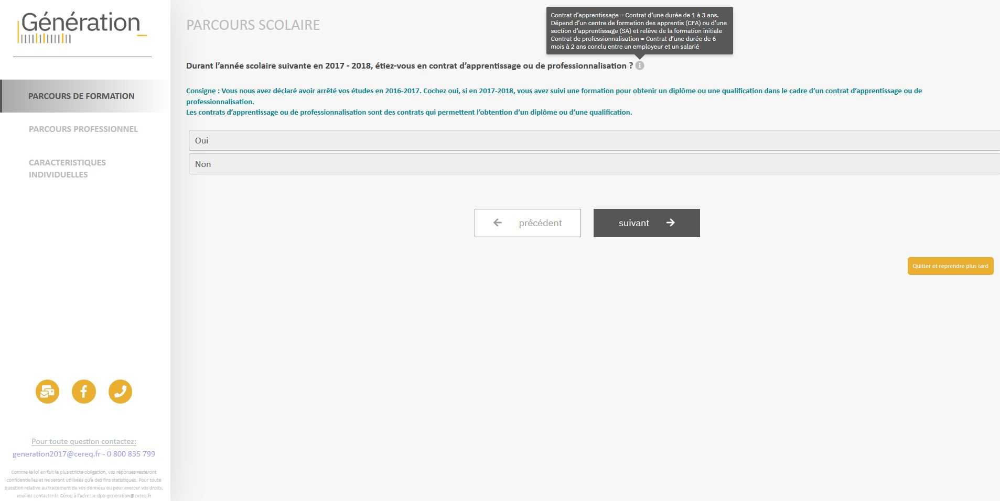 Génération_
PARCOURS DE FORMATION
PARCOURS PROFESSIONNEL
CARACTERISTIQUES
INDIVIDUELLES
Pour toute question contactez:
generation2017@cereq.fr - 0 800 835 799
Comme la loi en fait la plus stricte obligation, vos réponses resteront
confidentielles et ne seront utilisées qu’à des fins statistiques. Pour toute
question relative au traitement de vos données ou pour exercer vos droits,
veuillez contacter le Céreq à l’adresse dpo-generation@cereq.fr
PARCOURS SCOLAIRE
Contrat d’apprentissage = Contrat d’une durée de 1 à 3 ans.
Dépend d’un centre de formation des apprentis (CFA) ou d’une
section d’apprentissage (SA) et relève de la formation initiale
Contrat de professionnalisation = Contrat d’une durée de 6
mois à 2 ans conclu entre un employeur et un salarié
Durant l’année scolaire suivante en 2017 - 2018, étiez-vous en contrat d’apprentissage ou de professionnalisation ?
Consigne : Vous nous avez déclaré avoir arrêté vos études en 2016-2017. Cochez oui, si en 2017-2018, vous avez suivi une formation pour obtenir un diplôme ou une qualification dans le cadre d’un contrat d’apprentissage ou de
professionnalisation.
Les contrats d’apprentissage ou de professionnalisation sont des contrats qui permettent l’obtention d’un diplôme ou d’une qualification.
Oui
Non
précédent
suivant
Quitter et reprendre plus tard